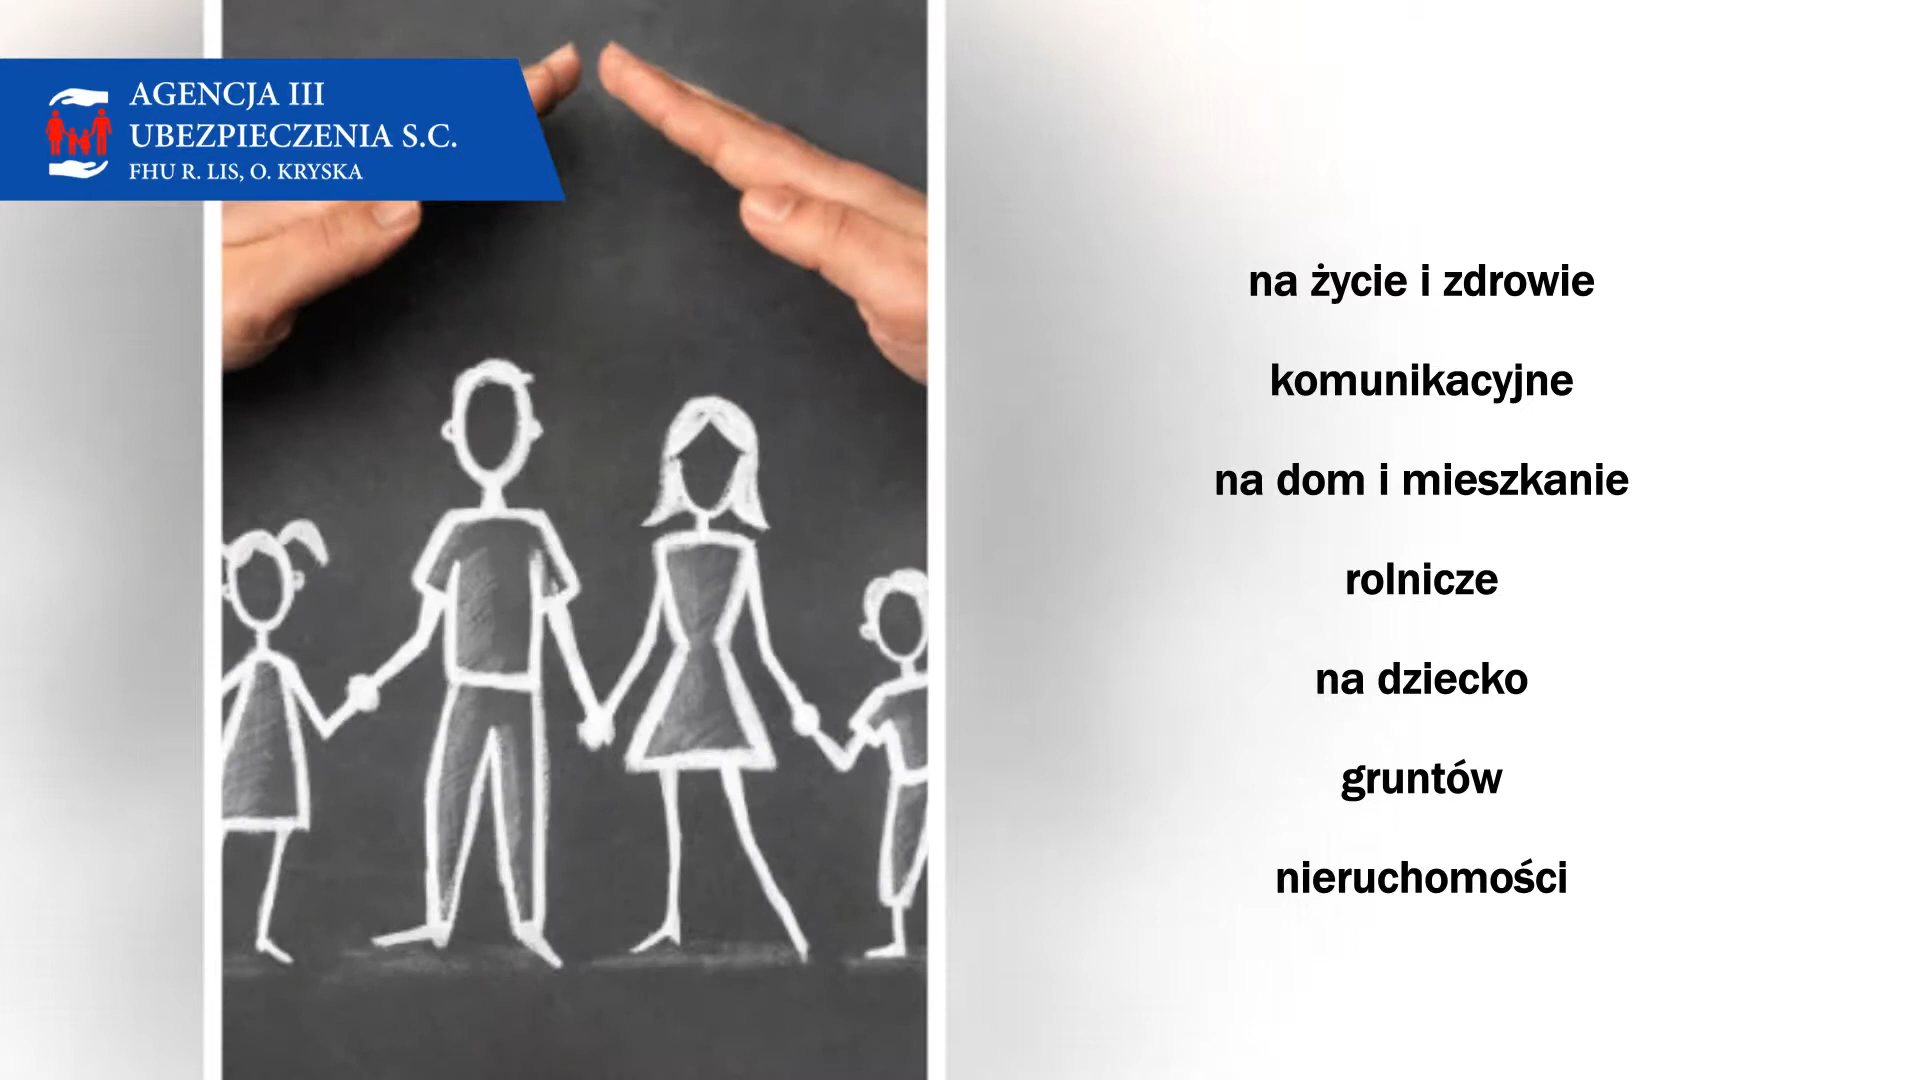 AGENCJA III
UBEZPIECZENIA S.C.
FHU R. LIS, O. KRYSKA
na życie i zdrowie
komunikacyjne
na dom i mieszkanie
rolnicze
na dziecko
gruntów
nieruchomości